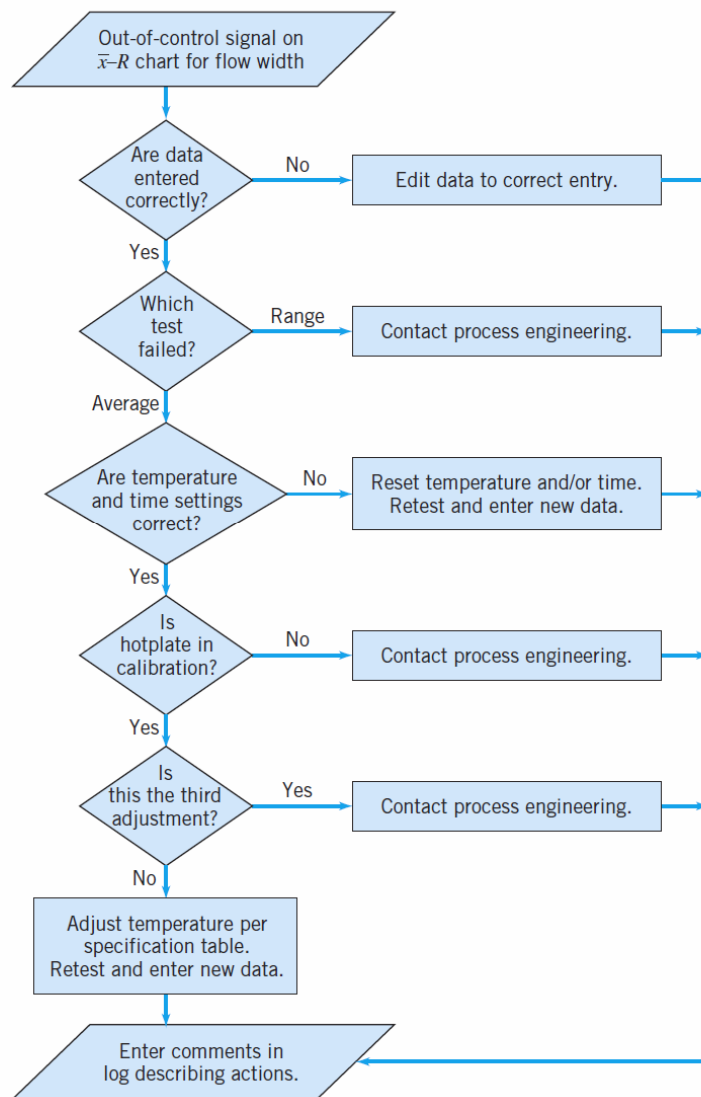 Out-of-control signal on
x̅–R chart for flow width
Are data
entered
correctly?
No
Edit data to correct entry.
Yes
Which
test
failed?
Range
Contact process engineering.
Average
Are temperature
and time settings
correct?
No
Reset temperature and/or time.
Retest and enter new data.
Yes
Is
hotplate in
calibration?
No
Contact process engineering.
Yes
Is
this the third
adjustment?
Yes
Contact process engineering.
No
Adjust temperature per
specification table.
Retest and enter new data.
Enter comments in
log describing actions.